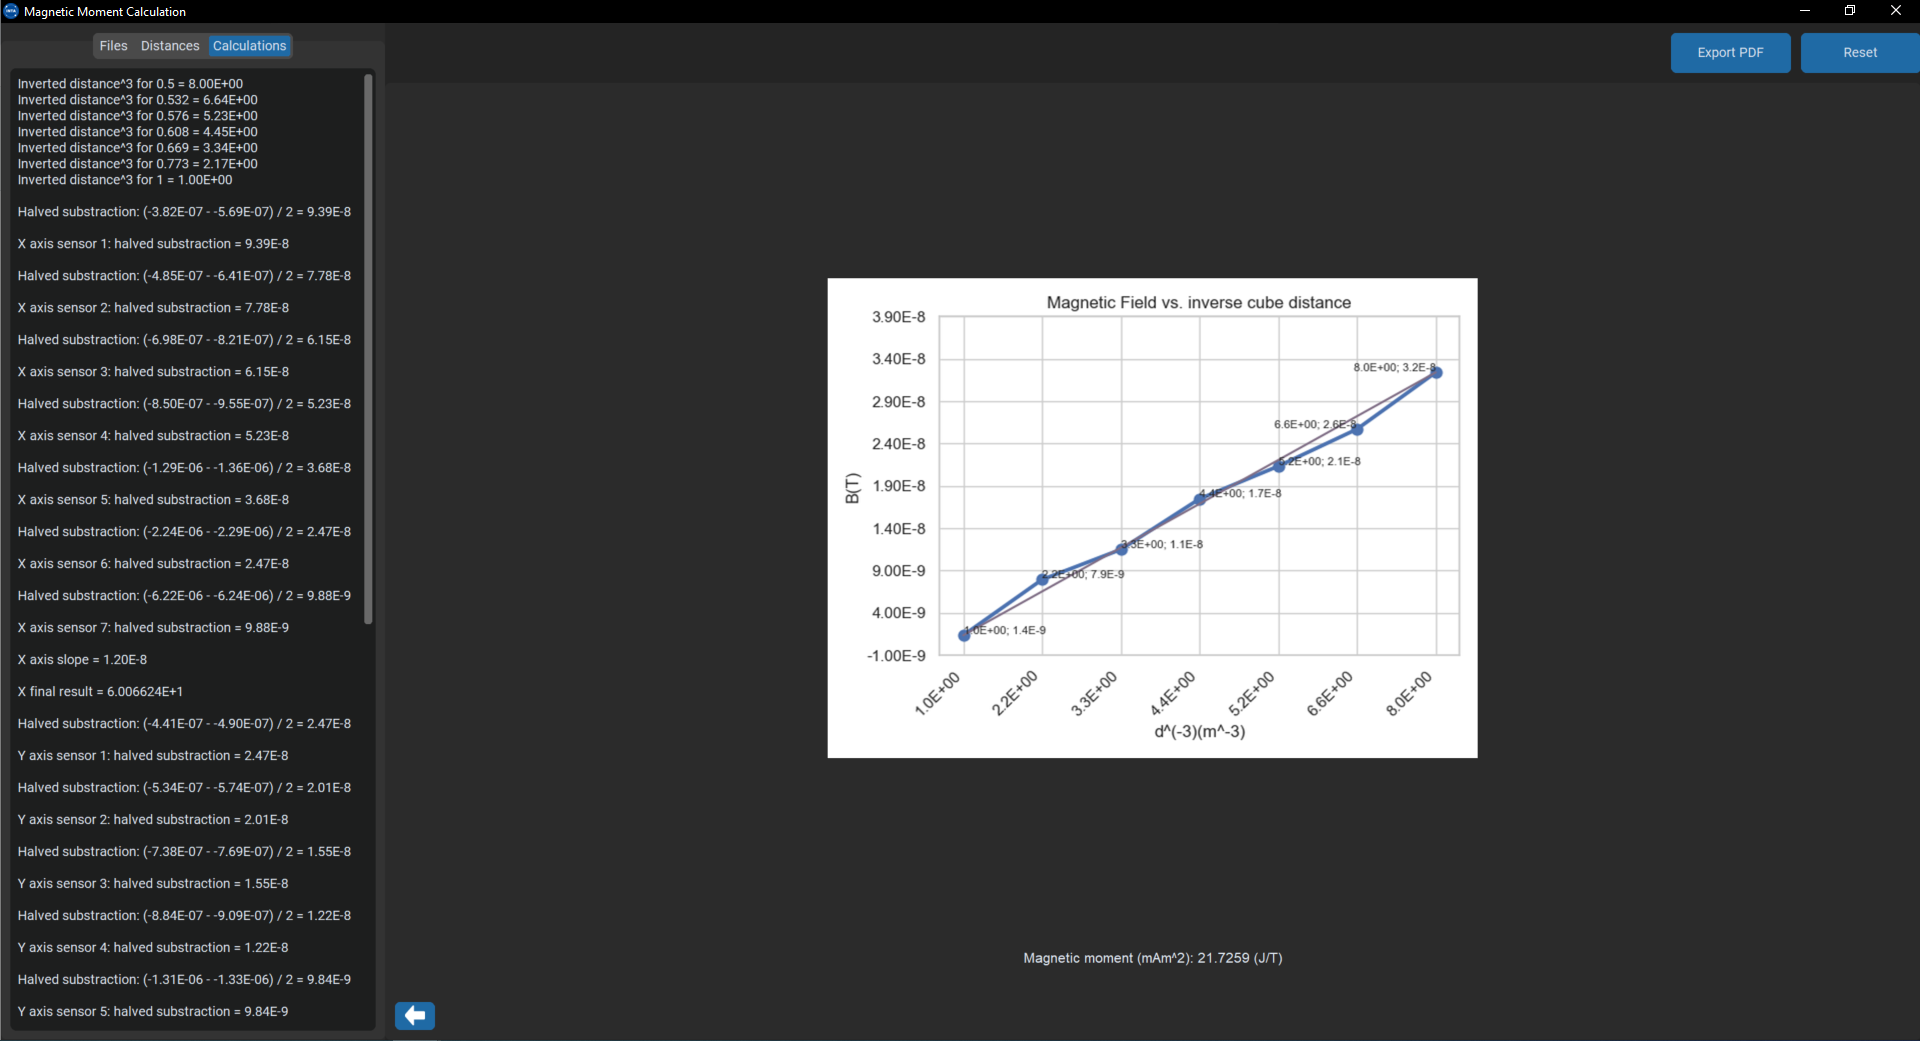 Magnetic Moment Calculation
Files Distances Calculations
Export PDF Reset
Inverted distance^3 for 0.5 = 8.00E+00
Inverted distance^3 for 0.532 = 6.64E+00
Inverted distance^3 for 0.576 = 5.23E+00
Inverted distance^3 for 0.608 = 4.45E+00
Inverted distance^3 for 0.669 = 3.34E+00
Inverted distance^3 for 0.773 = 2.17E+00
Inverted distance^3 for 1 = 1.00E+00
Halved substraction: (-3.82E-07 - -5.69E-07) / 2 = 9.39E-8
X axis sensor 1: halved substraction = 9.39E-8
Halved substraction: (-4.85E-07 - -6.41E-07) / 2 = 7.78E-8
X axis sensor 2: halved substraction = 7.78E-8
Halved substraction: (-6.98E-07 - -8.21E-07) / 2 = 6.15E-8
X axis sensor 3: halved substraction = 6.15E-8
Halved substraction: (-8.50E-07 - -9.55E-07) / 2 = 5.23E-8
X axis sensor 4: halved substraction = 5.23E-8
Halved substraction: (-1.29E-06 - -1.36E-06) / 2 = 3.68E-8
X axis sensor 5: halved substraction = 3.68E-8
Halved substraction: (-2.24E-06 - -2.29E-06) / 2 = 2.47E-8
X axis sensor 6: halved substraction = 2.47E-8
Halved substraction: (-6.22E-06 - -6.24E-06) / 2 = 9.88E-9
X axis sensor 7: halved substraction = 9.88E-9
X axis slope = 1.20E-8
X final result = 6.006624E+1
Halved substraction: (-4.41E-07 - -4.90E-07) / 2 = 2.47E-8
Y axis sensor 1: halved substraction = 2.47E-8
Halved substraction: (-5.34E-07 - -5.74E-07) / 2 = 2.01E-8
Y axis sensor 2: halved substraction = 2.01E-8
Halved substraction: (-7.38E-07 - -7.69E-07) / 2 = 1.55E-8
Y axis sensor 3: halved substraction = 1.55E-8
Halved substraction: (-8.84E-07 - -9.09E-07) / 2 = 1.22E-8
Y axis sensor 4: halved substraction = 1.22E-8
Halved substraction: (-1.31E-06 - -1.33E-06) / 2 = 9.84E-9
Y axis sensor 5: halved substraction = 9.84E-9
Magnetic Field vs. inverse cube distance
3.90E-8
3.40E-8
2.90E-8
2.40E-8
1.90E-8
1.40E-8
9.00E-9
4.00E-9
-1.00E-9
B(T)
8.0E+00; 3.2E-8
6.6E+00; 2.6E-8
5.2E+00; 2.1E-8
4.4E+00; 1.7E-8
3.3E+00; 1.1E-8
2.2E+00; 7.9E-9
1.0E+00; 1.4E-9
1.0E+00 2.2E+00 3.3E+00 4.4E+00 5.2E+00 6.6E+00 8.0E+00
d^(-3)(m^-3)
Magnetic moment (mAm^2): 21.7259 (J/T)